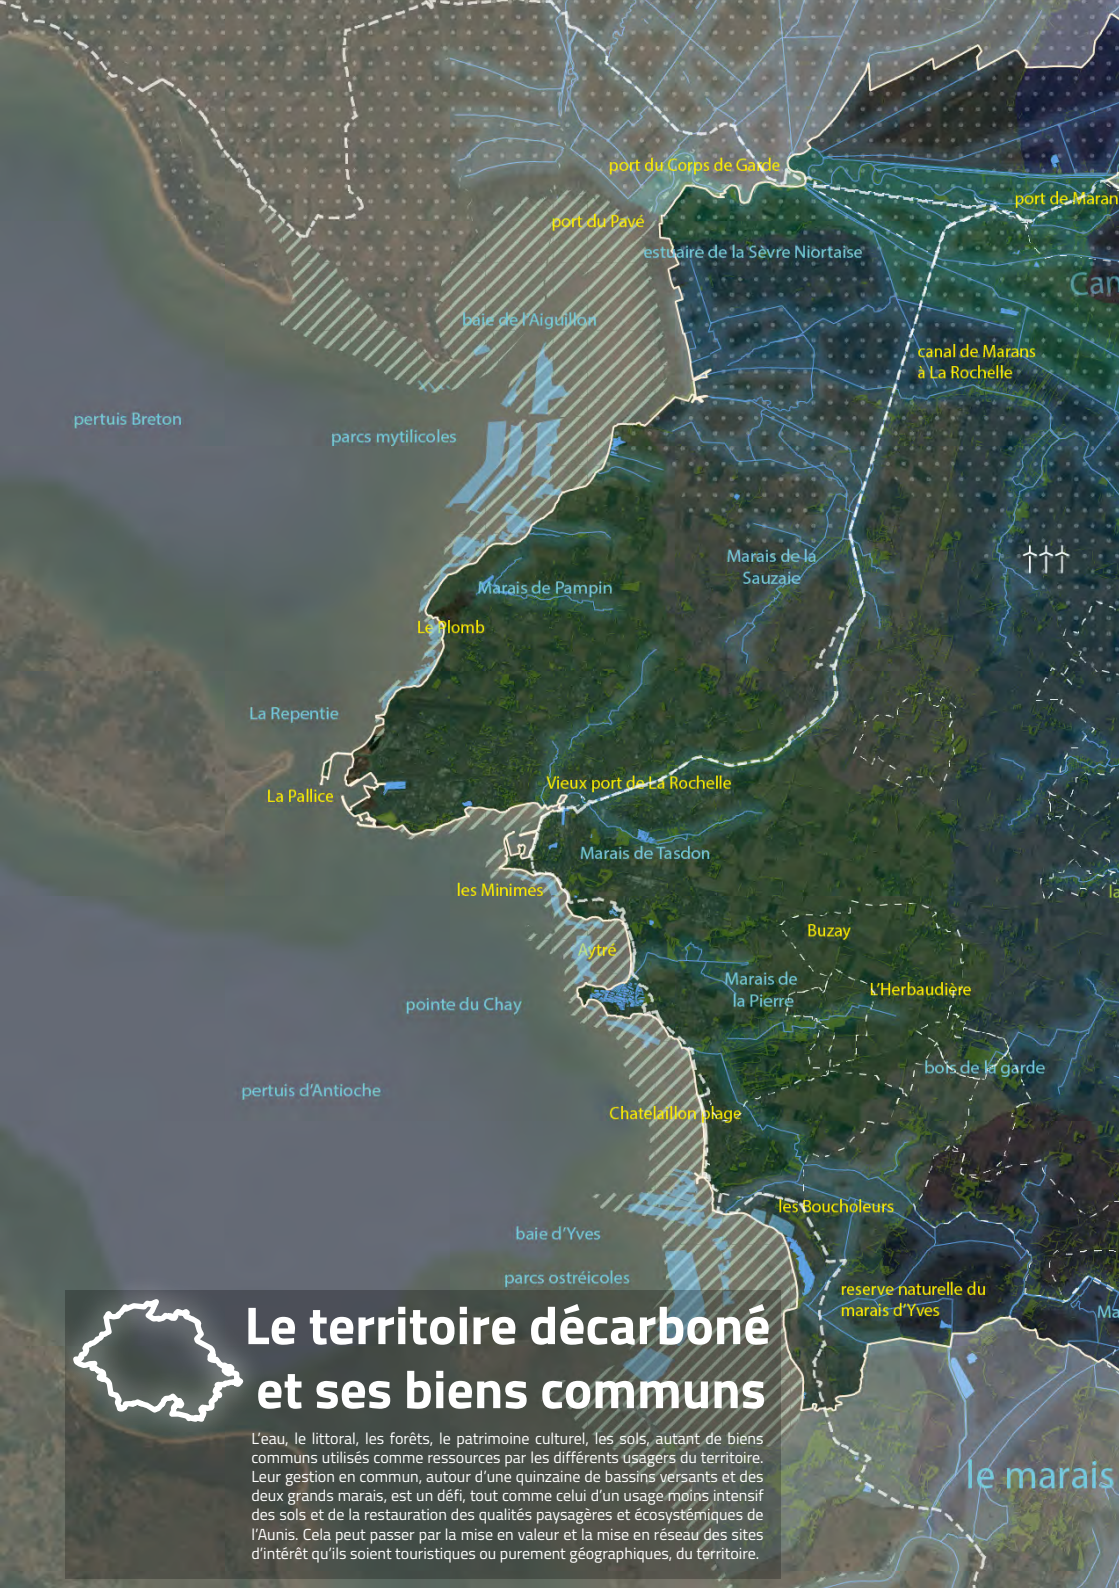 port du Corps de Garde
port de Maran
port du Pavé
estuaire de la Sèvre Niortaise
Can
baie de l'Aiguillon
canal de Marans
à La Rochelle
pertuis Breton
parcs mytilicoles
Marais de la
Sauzaie
Marais de Pampin
Le Plomb
La Repentie
Vieux port de La Rochelle
La Pallice
Marais de Tasdon
les Minimes
la
Buzay
Aytré
Marais de
la Pierre
L'Herbaudière
pointe du Chay
bois de la garde
pertuis d'Antioche
Chatelaillon plage
les Boucholeurs
baie d'Yves
parcs ostréicoles
reserve naturelle du
marais d'Yves
Ma
Le territoire décarboné
et ses biens communs
L'eau, le littoral, les forêts, le patrimoine culturel, les sols, autant de biens
communs utilisés comme ressources par les différents usagers du territoire.
Leur gestion en commun, autour d'une quinzaine de bassins versants et des
deux grands marais, est un défi, tout comme celui d'un usage moins intensif
des sols et de la restauration des qualités paysagères et écosystémiques de
l'Aunis. Cela peut passer par la mise en valeur et la mise en réseau des sites
d'intérêt qu'ils soient touristiques ou purement géographiques, du territoire.
le marais